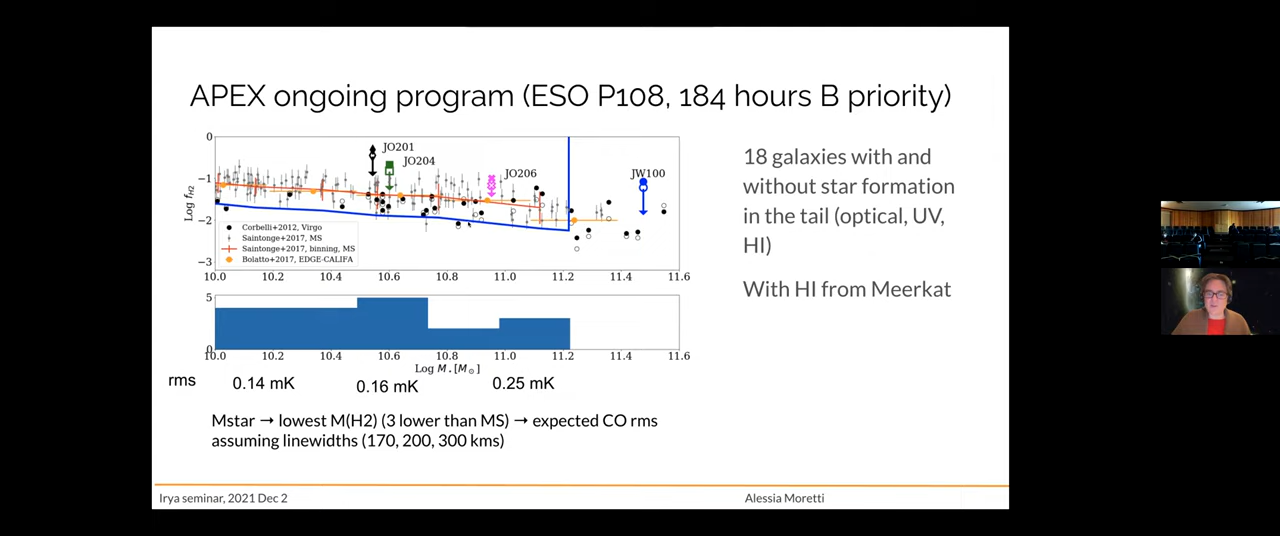 APEX ongoing program (ESO P108, 184 hours B priority)
0
−1
−2
−3
Log f_H2
JO201
JO204
JO206
JW100
Corbelli+2012, Virgo
Saintonge+2017, MS
Saintonge+2017, binning, MS
Bolatto+2017, EDGE-CALIFA
10.0 10.2 10.4 10.6 10.8 11.0 11.2 11.4 11.6
5
0
10.0 10.2 10.4 10.6 10.8 11.0 11.2 11.4 11.6
Log M⋆[M⊙]
rms 0.14 mK 0.16 mK 0.25 mK
Mstar → lowest M(H2) (3 lower than MS) → expected CO rms
assuming linewidths (170, 200, 300 kms)
18 galaxies with and
without star formation
in the tail (optical, UV,
HI)
With HI from Meerkat
Irya seminar, 2021 Dec 2
Alessia Moretti